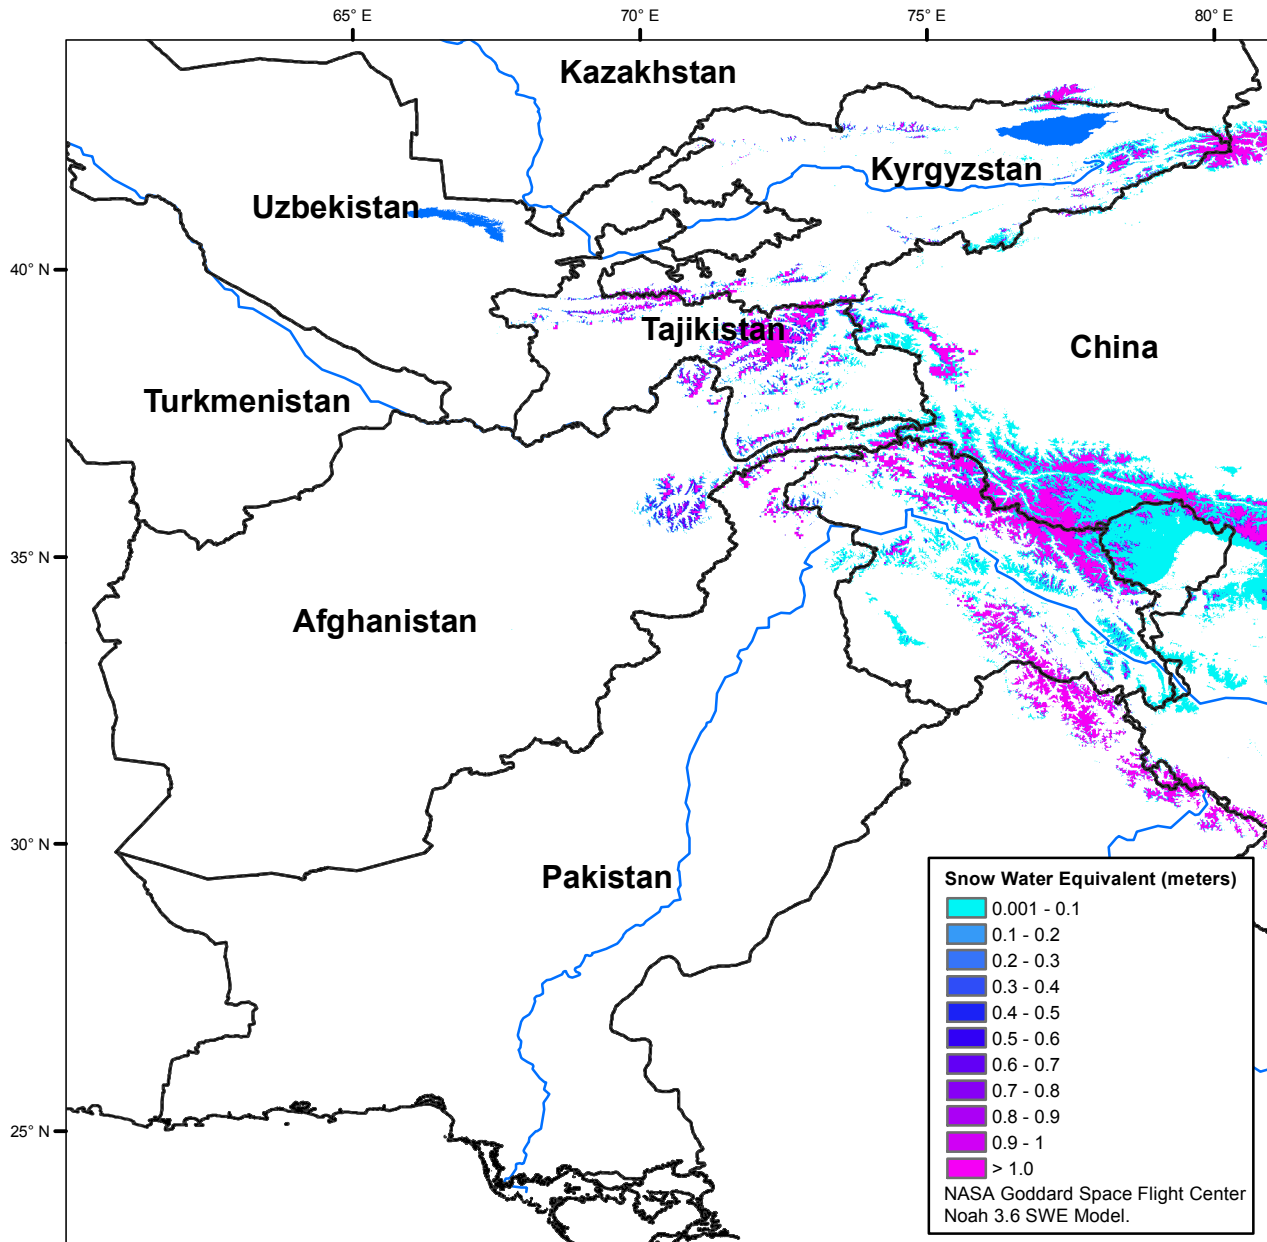 65° E
70° E
75° E
80° E
Kazakhstan
Kyrgyzstan
Uzbekistan
40° N
Tajikistan
China
Turkmenistan
35° N
Afghanistan
30° N
Pakistan
25° N
Snow Water Equivalent (meters)
0.001 - 0.1
0.1 - 0.2
0.2 - 0.3
0.3 - 0.4
0.4 - 0.5
0.5 - 0.6
0.6 - 0.7
0.7 - 0.8
0.8 - 0.9
0.9 - 1
> 1.0
NASA Goddard Space Flight Center
Noah 3.6 SWE Model.